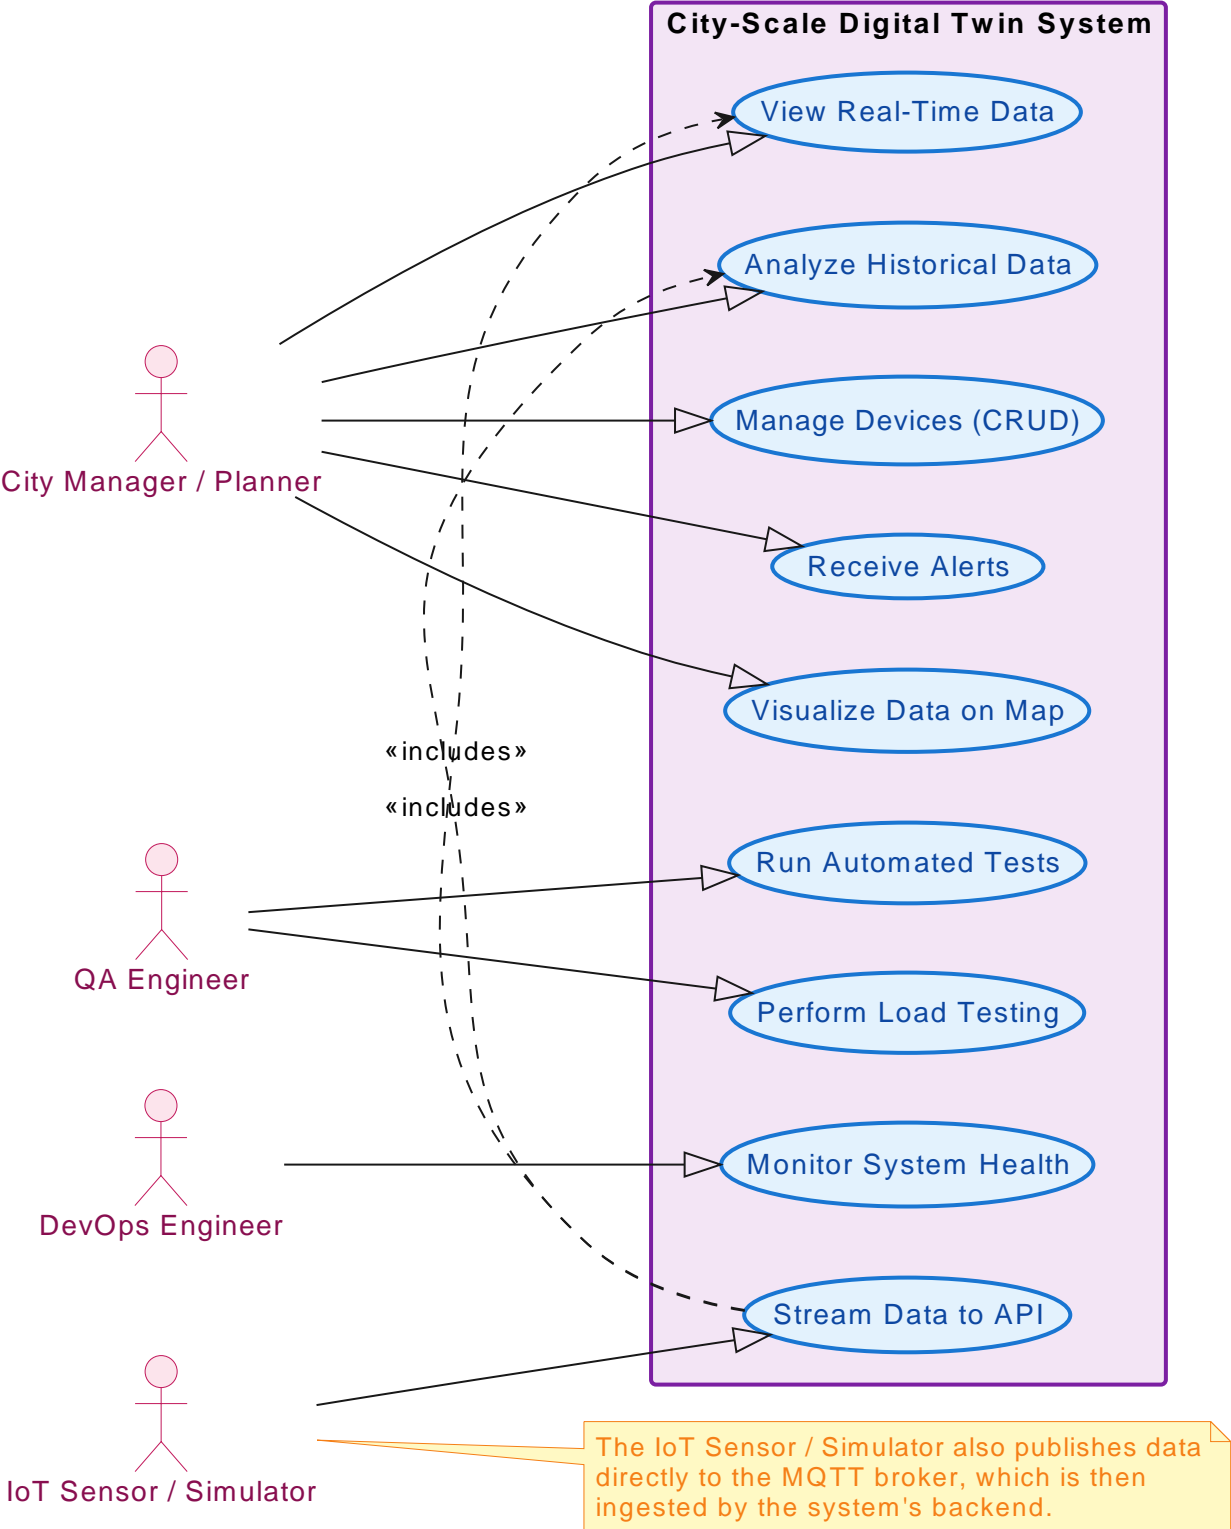 City-Scale Digital Twin System
View Real-Time Data
Analyze Historical Data
Manage Devices (CRUD)
City Manager / Planner
Receive Alerts
Visualize Data on Map
«includes»
«includes»
Run Automated Tests
QA Engineer
Perform Load Testing
Monitor System Health
DevOps Engineer
Stream Data to API
IoT Sensor / Simulator
The IoT Sensor / Simulator also publishes data
directly to the MQTT broker, which is then
ingested by the system's backend.